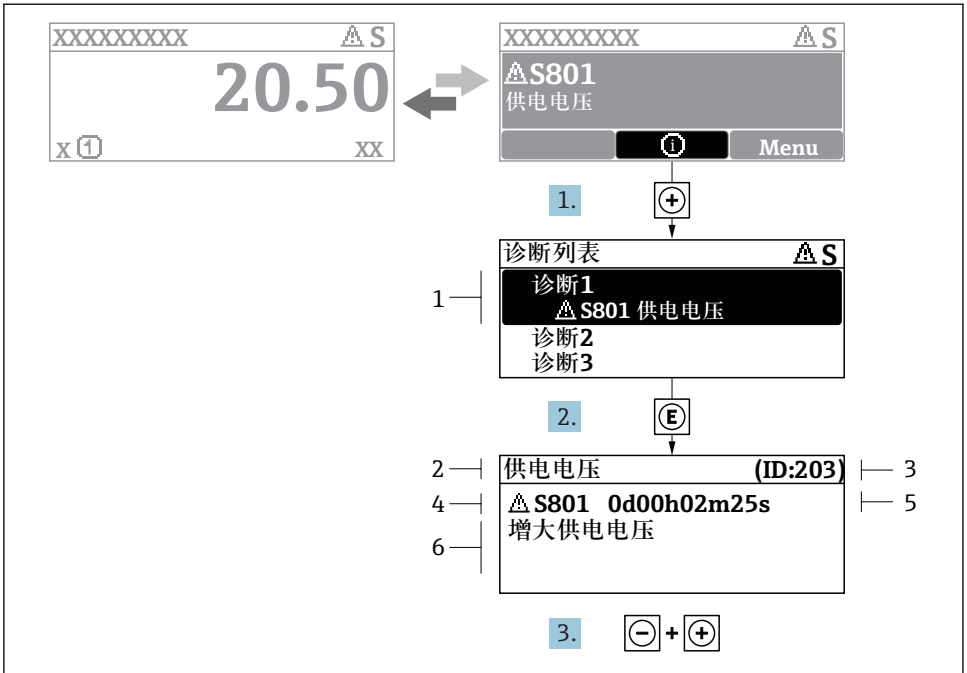 XXXXXXXXX S
20.50
X 1 XX
XXXXXXXXX S
S801
供电电压
i Menu
1. +
诊断列表 S
1
诊断1
S801 供电电压
诊断2
诊断3
2. E
2 供电电压 (ID:203) 3
4 S801 0d00h02m25s 5
6 增大供电电压
3. - + +